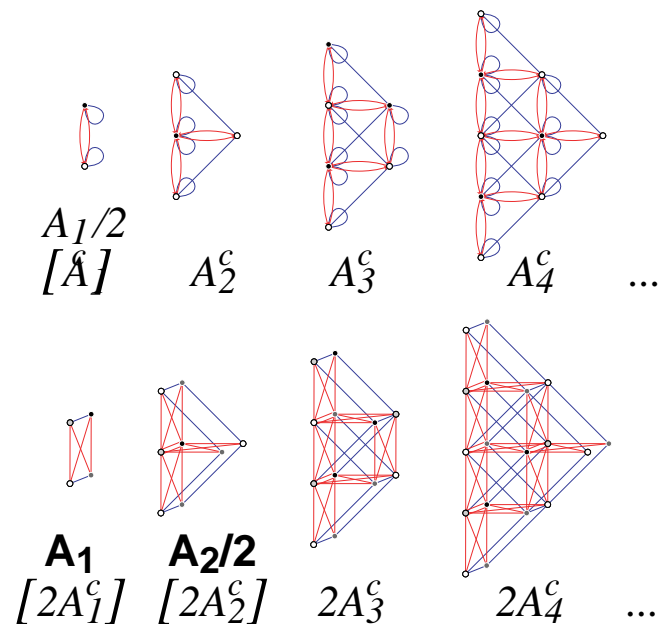 A₁/2
[A₁ᶜ] A₂ᶜ A₃ᶜ A₄ᶜ ...
A₁ A₂/2
[2A₁ᶜ] [2A₂ᶜ] 2A₃ᶜ 2A₄ᶜ ...